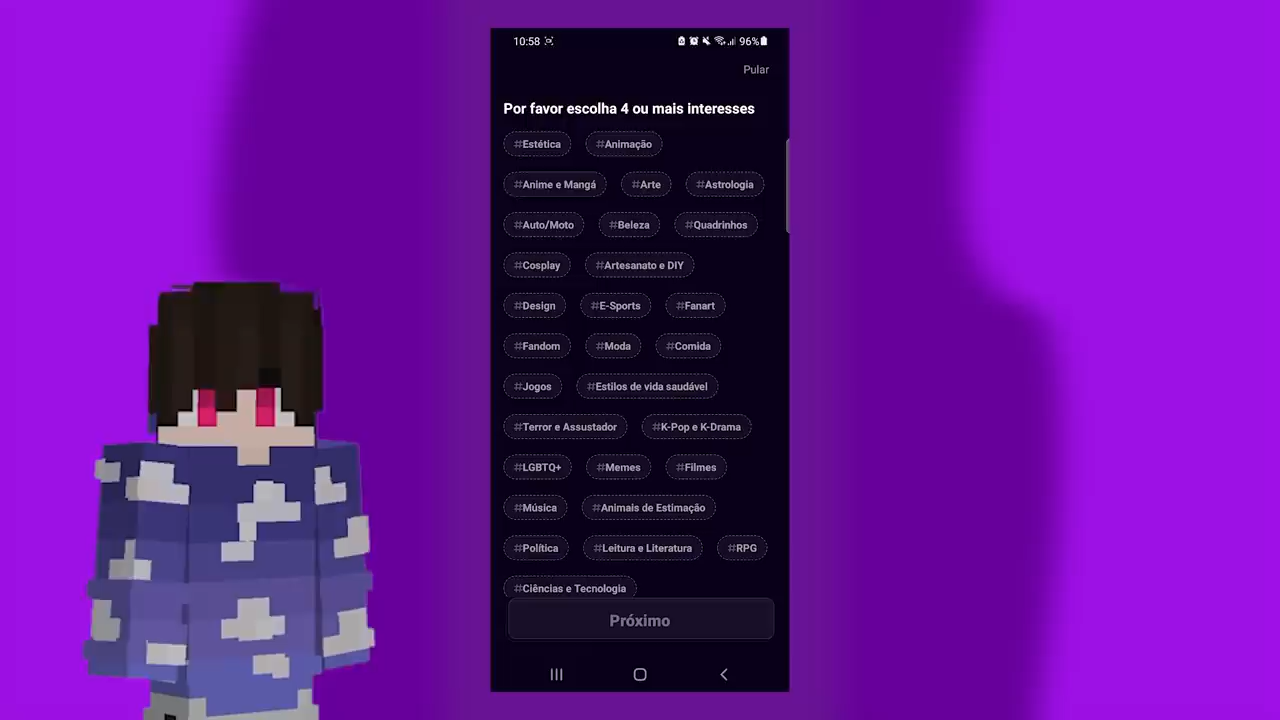 10:58
96%
Pular
Por favor escolha 4 ou mais interesses
#Estética #Animação
#Anime e Mangá #Arte #Astrologia
#Auto/Moto #Beleza #Quadrinhos
#Cosplay #Artesanato e DIY
#Design #E-Sports #Fanart
#Fandom #Moda #Comida
#Jogos #Estilos de vida saudável
#Terror e Assustador #K-Pop e K-Drama
#LGBTQ+ #Memes #Filmes
#Música #Animais de Estimação
#Política #Leitura e Literatura #RPG
#Ciências e Tecnologia
Próximo